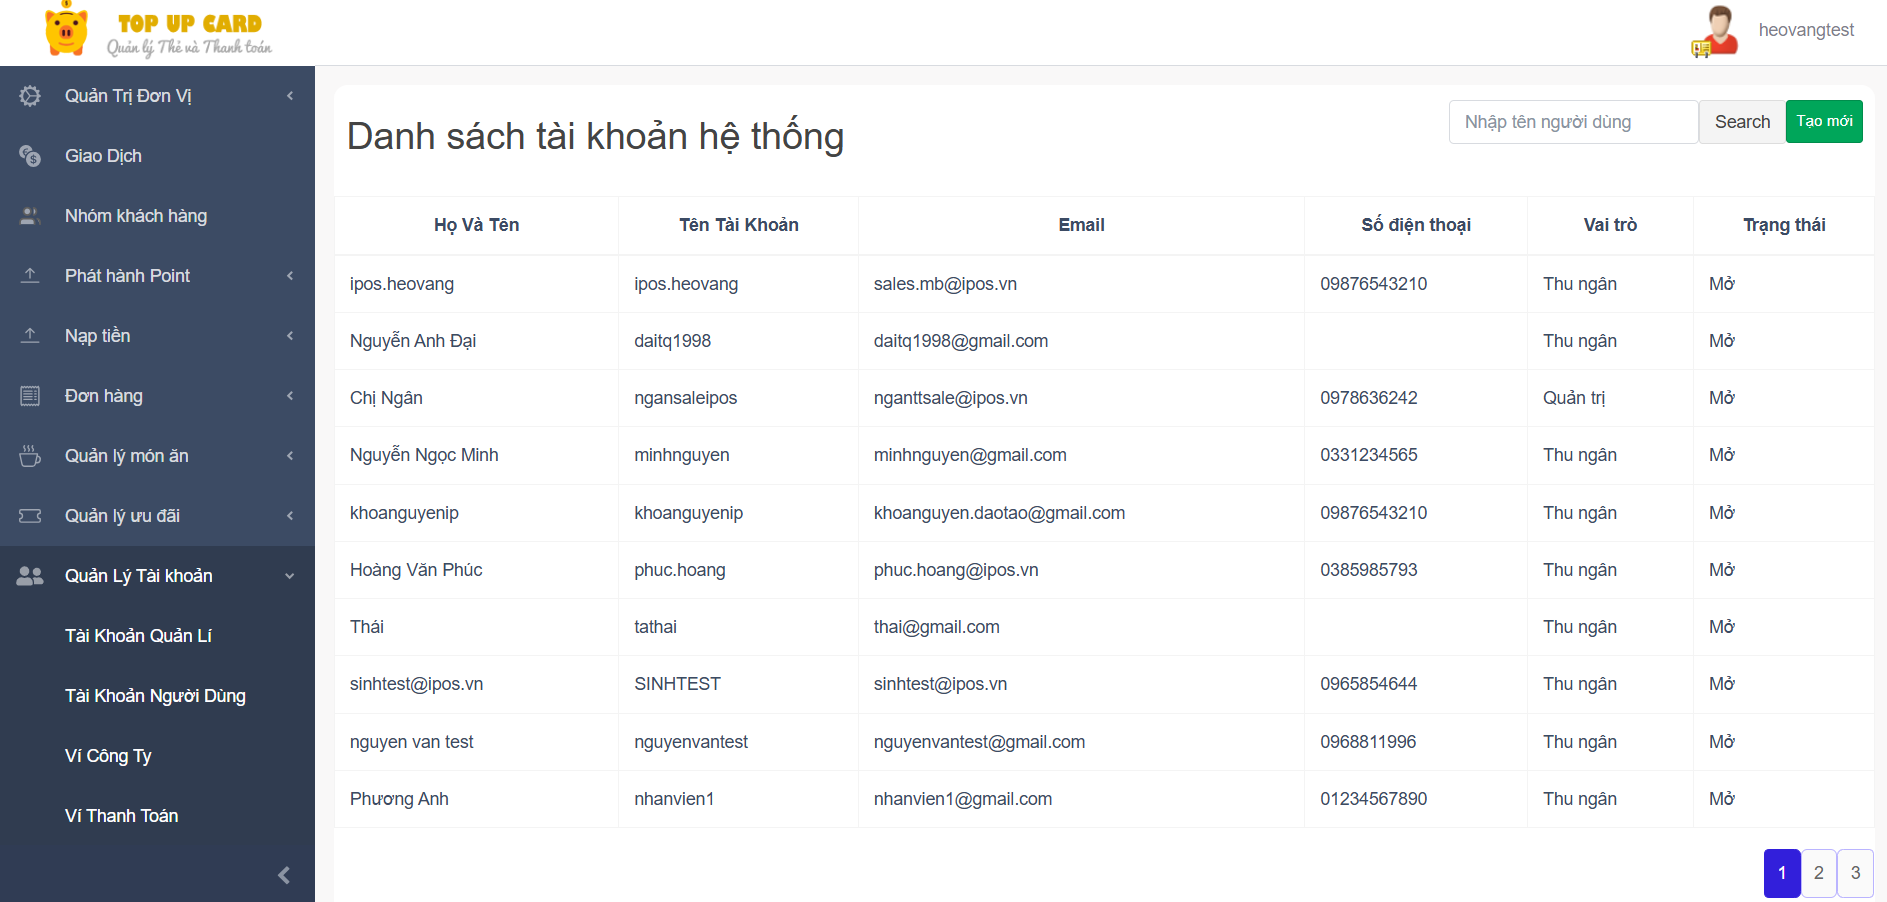 TOP UP CARD
Quản lý Thẻ và Thanh toán
heovangtest
Quản Trị Đơn Vị
Giao Dịch
Nhóm khách hàng
Phát hành Point
Nạp tiền
Đơn hàng
Quản lý món ăn
Quản lý ưu đãi
Quản Lý Tài khoản
Tài Khoản Quản Lí
Tài Khoản Người Dùng
Ví Công Ty
Ví Thanh Toán
Danh sách tài khoản hệ thống
Nhập tên người dùng Search Tạo mới
Họ Và Tên Tên Tài Khoản Email Số điện thoại Vai trò Trạng thái
ipos.heovang ipos.heovang sales.mb@ipos.vn 09876543210 Thu ngân Mở
Nguyễn Anh Đại daitq1998 daitq1998@gmail.com Thu ngân Mở
Chị Ngân ngansaleipos nganttsale@ipos.vn 0978636242 Quản trị Mở
Nguyễn Ngọc Minh minhnguyen minhnguyen@gmail.com 0331234565 Thu ngân Mở
khoanguyenip khoanguyenip khoanguyen.daotao@gmail.com 09876543210 Thu ngân Mở
Hoàng Văn Phúc phuc.hoang phuc.hoang@ipos.vn 0385985793 Thu ngân Mở
Thái tathai thai@gmail.com Thu ngân Mở
sinhtest@ipos.vn SINHTEST sinhtest@ipos.vn 0965854644 Thu ngân Mở
nguyen van test nguyenvantest nguyenvantest@gmail.com 0968811996 Thu ngân Mở
Phương Anh nhanvien1 nhanvien1@gmail.com 01234567890 Thu ngân Mở
1 2 3